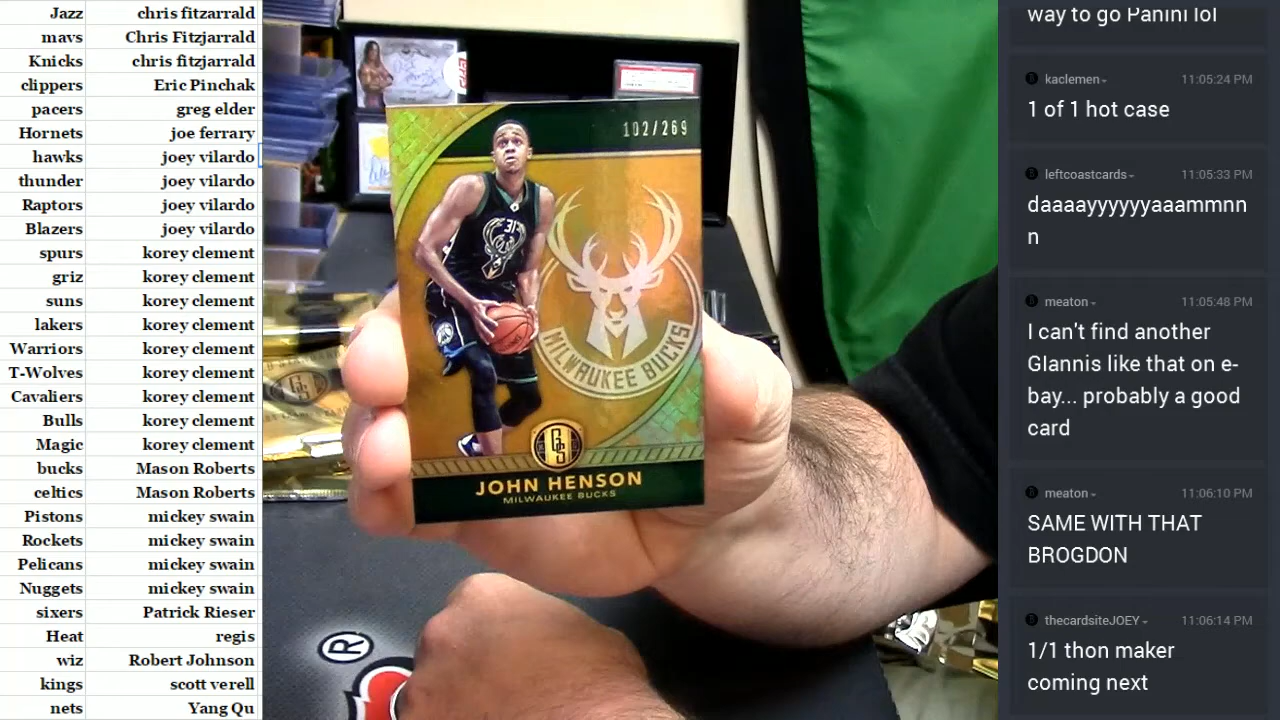 Jazz chris fitzarrald
mavs Chris Fitzjarrald
Knicks chris fitzjarrald
clippers Eric Pinchak
pacers greg elder
Hornets joe ferrary
hawks joey vilardo
thunder joey vilardo
Raptors joey vilardo
Blazers joey vilardo
spurs korey clement
griz korey clement
suns korey clement
lakers korey clement
Warriors korey clement
T-Wolves korey clement
Cavaliers korey clement
Bulls korey clement
Magic korey clement
bucks Mason Roberts
celtics Mason Roberts
Pistons mickey swain
Rockets mickey swain
Pelicans mickey swain
Nuggets mickey swain
sixers Patrick Rieser
Heat regis
wiz Robert Johnson
kings scott verell
nets Yang Qu
102/269
MILWAUKEE BUCKS
GS
JOHN HENSON
MILWAUKEE BUCKS
®
way to go Panini lol
kaclemen 11:05:24 PM
1 of 1 hot case
leftcoastcards 11:05:33 PM
daaaayyyyyyaaammnn
n
meaton 11:05:48 PM
I can't find another
GIannis like that on e-
bay... probably a good
card
meaton 11:06:10 PM
SAME WITH THAT
BROGDON
thecardsiteJOEY 11:06:14 PM
1/1 thon maker
coming next